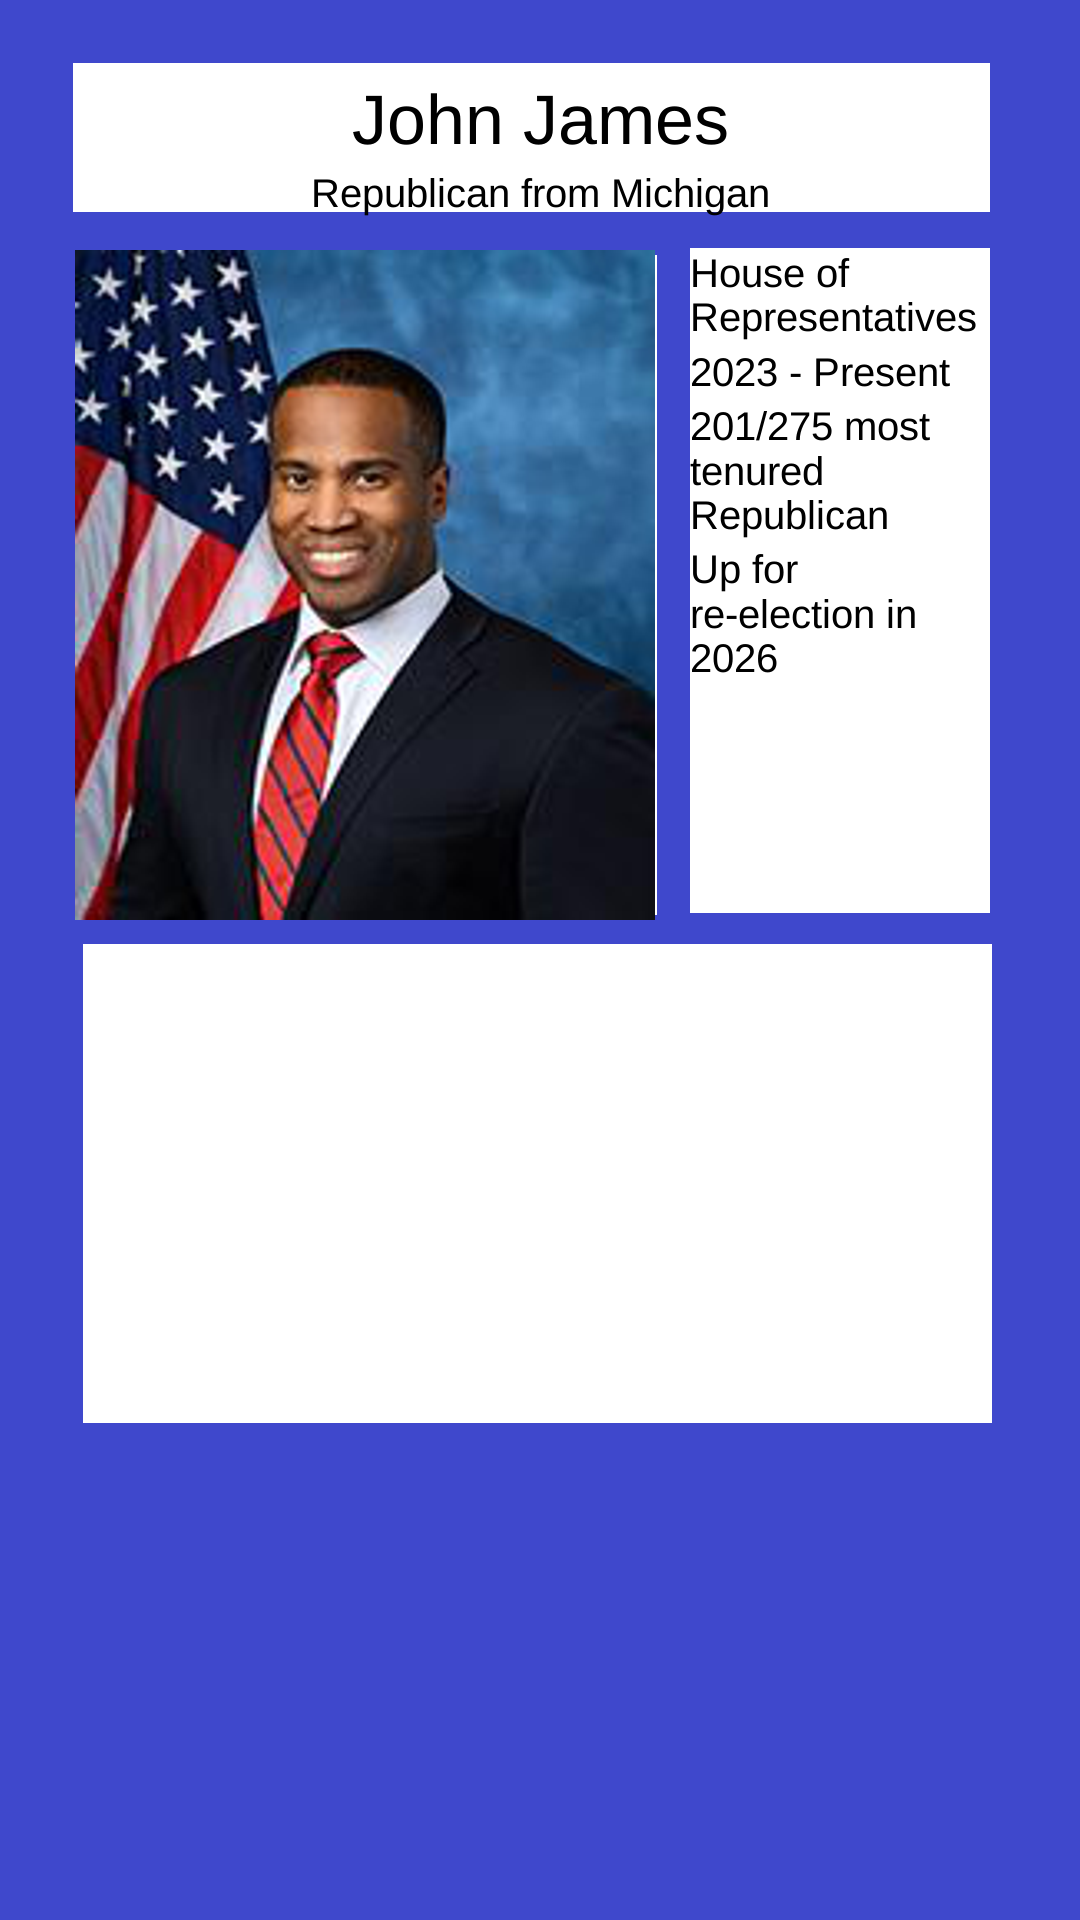 John James
Republican from Michigan
House of
Representatives
2023 - Present
201/275 most
tenured
Republican
Up for
re-election in
2026